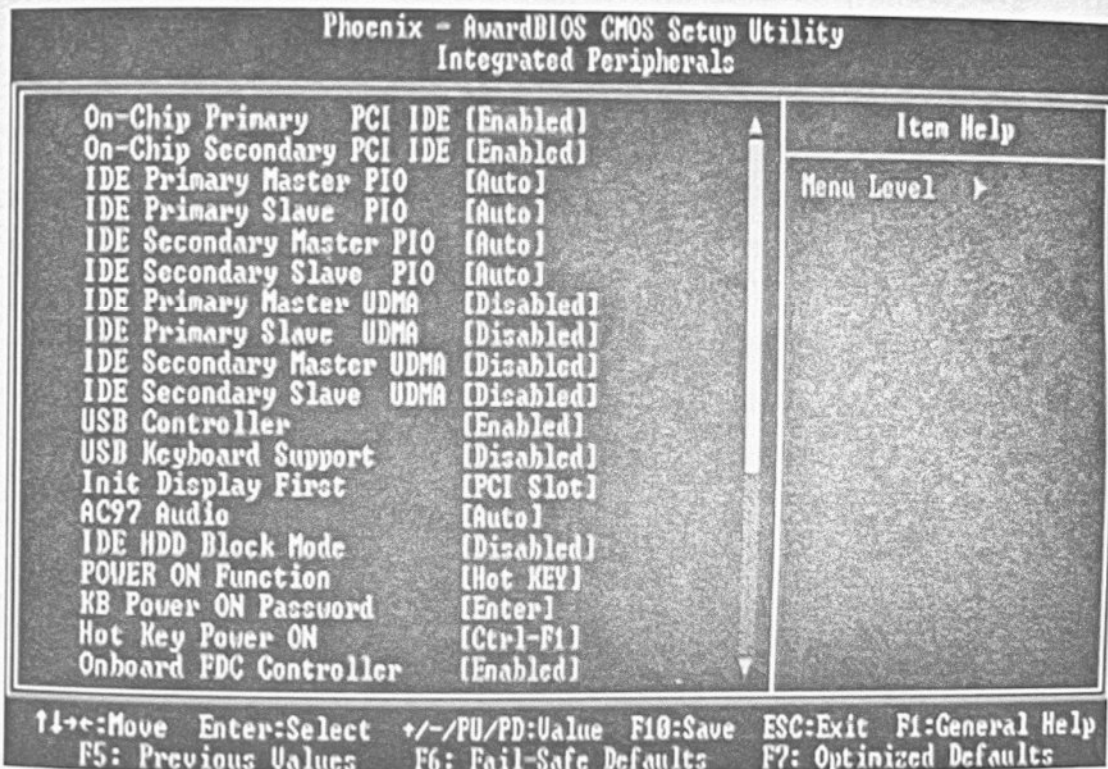 Phoenix - AwardBIOS CMOS Setup Utility
Integrated Peripherals
On-Chip Primary PCI IDE [Enabled]
On-Chip Secondary PCI IDE [Enabled]
IDE Primary Master PIO [Auto]
IDE Primary Slave PIO [Auto]
IDE Secondary Master PIO [Auto]
IDE Secondary Slave PIO [Auto]
IDE Primary Master UDMA [Disabled]
IDE Primary Slave UDMA [Disabled]
IDE Secondary Master UDMA [Disabled]
IDE Secondary Slave UDMA [Disabled]
USB Controller [Enabled]
USB Keyboard Support [Disabled]
Init Display First [PCI Slot]
AC97 Audio [Auto]
IDE HDD Block Mode [Disabled]
POWER ON Function [Hot KEY]
KB Power ON Password [Enter]
Hot Key Power ON [Ctrl-F1]
Onboard FDC Controller [Enabled]
Item Help
Menu Level ►
↑↓→←:Move Enter:Select +/-/PU/PD:Value F10:Save ESC:Exit F1:General Help
F5: Previous Values F6: Fail-Safe Defaults F7: Optimized Defaults